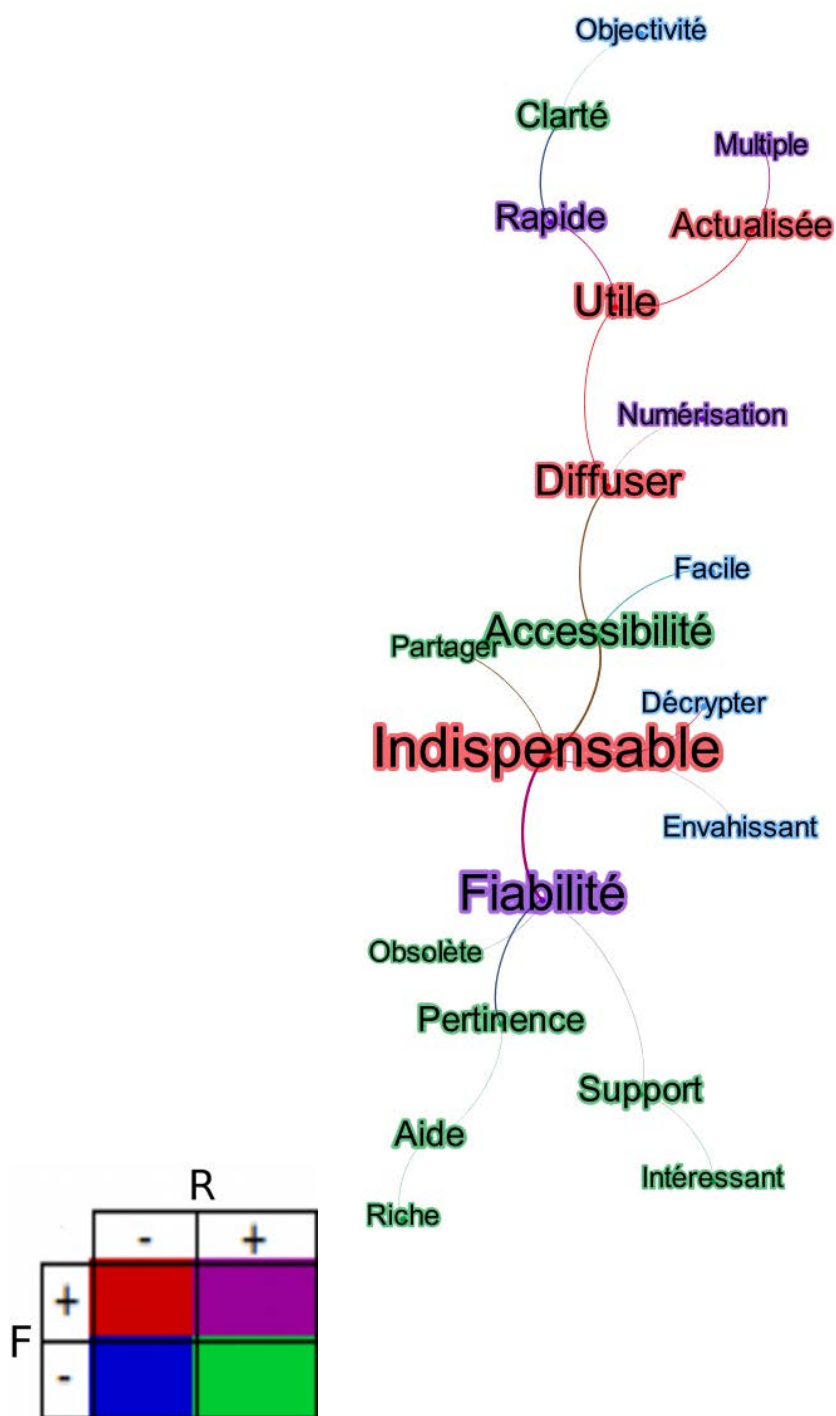 Objectivité
Clarté
Multiple
Rapide
Actualisée
Utile
Numérisation
Diffuser
Facile
Accessibilité
Partager
Décrypter
Indispensable
Envahissant
Fiabilité
Obsolète
Pertinence
Support
Aide
Intéressant
Riche
R
- +
+
F
-